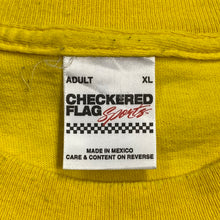 ADULT XL
CHECKERED
FLAG Sports
MADE IN MEXICO
CARE & CONTENT ON REVERSE